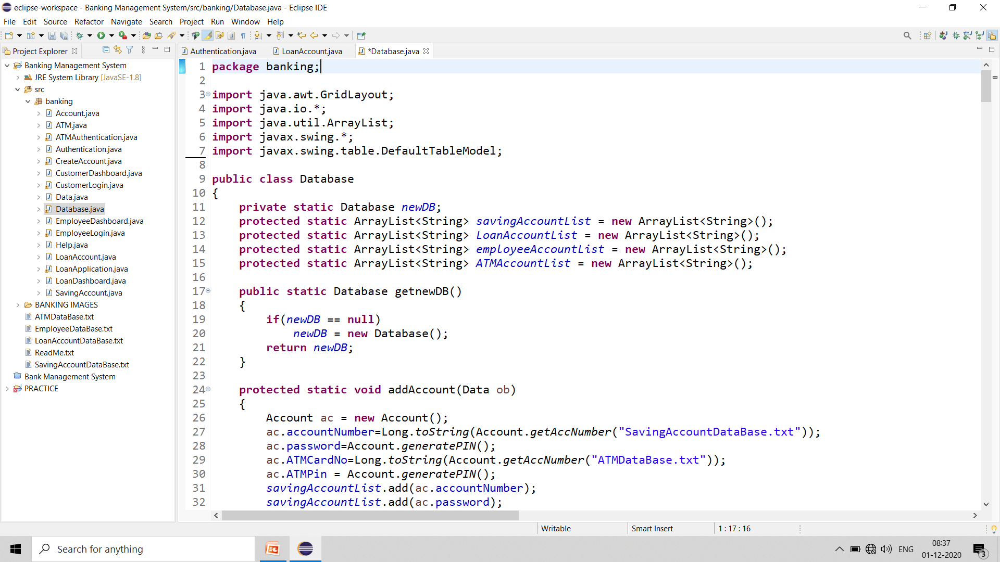 eclipse-workspace - Banking Management System/src/banking/Database.java - Eclipse IDE
File Edit Source Refactor Navigate Search Project Run Window Help
Project Explorer
Authentication.java LoanAccount.java *Database.java
Banking Management System
JRE System Library [JavaSE-1.8]
src
banking
Account.java
ATM.java
ATMAuthentication.java
Authentication.java
CreateAccount.java
CustomerDashboard.java
CustomerLogin.java
Data.java
Database.java
EmployeeDashboard.java
EmployeeLogin.java
Help.java
LoanAccount.java
LoanApplication.java
LoanDashboard.java
SavingAccount.java
BANKING IMAGES
ATMDataBase.txt
EmployeeDataBase.txt
LoanAccountDataBase.txt
ReadMe.txt
SavingAccountDataBase.txt
Bank Management System
PRACTICE
1 package banking;
2
3 import java.awt.GridLayout;
4 import java.io.*;
5 import java.util.ArrayList;
6 import javax.swing.*;
7 import javax.swing.table.DefaultTableModel;
8
9 public class Database
10 {
11     private static Database newDB;
12     protected static ArrayList<String> savingAccountList = new ArrayList<String>();
13     protected static ArrayList<String> LoanAccountList = new ArrayList<String>();
14     protected static ArrayList<String> employeeAccountList = new ArrayList<String>();
15     protected static ArrayList<String> ATMAccountList = new ArrayList<String>();
16
17     public static Database getnewDB()
18     {
19         if(newDB == null)
20             newDB = new Database();
21         return newDB;
22     }
23
24     protected static void addAccount(Data ob)
25     {
26         Account ac = new Account();
27         ac.accountNumber=Long.toString(Account.getAccNumber("SavingAccountDataBase.txt"));
28         ac.password=Account.generatePIN();
29         ac.ATMCardNo=Long.toString(Account.getAccNumber("ATMDataBase.txt"));
30         ac.ATMPin = Account.generatePIN();
31         savingAccountList.add(ac.accountNumber);
32         savingAccountList.add(ac.password);
Writable Smart Insert 1 : 17 : 16
Search for anything
ENG
08:37
01-12-2020
3